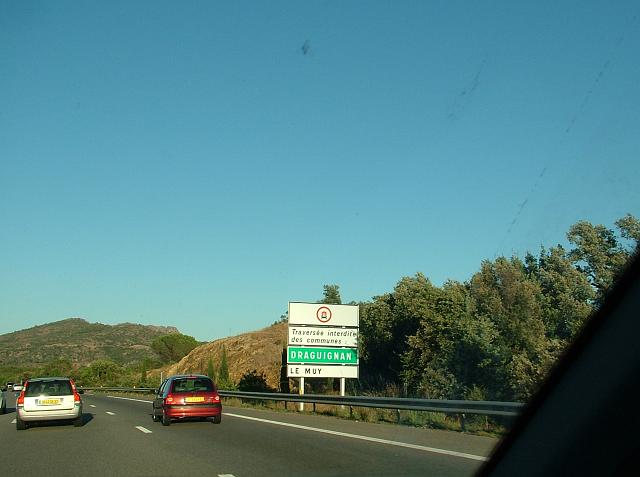 Traversée interdite
des communes :
DRAGUIGNAN
LE MUY